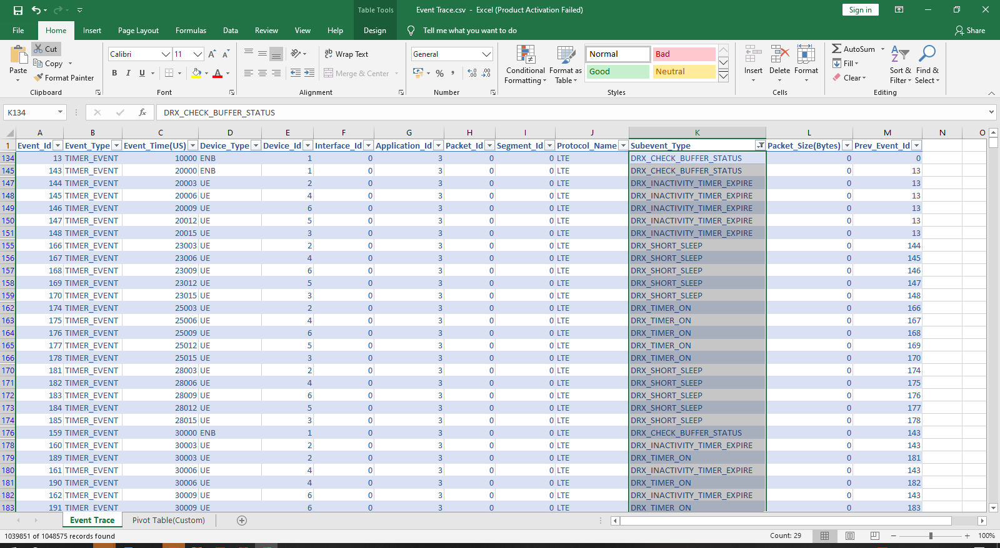 Table Tools
Event Trace.csv - Excel (Product Activation Failed)
Sign in
File Home Insert Page Layout Formulas Data Review View Help Design Tell me what you want to do Share
Paste
Cut
Copy
Format Painter
Clipboard
Calibri 11
B I U A
Font
Wrap Text
Merge & Center
Alignment
General
%
Number
Conditional Formatting
Format as Table
Normal Bad
Good Neutral
Styles
Insert Delete Format
Cells
AutoSum
Fill
Clear
Sort & Filter
Find & Select
Editing
K134 fx DRX_CHECK_BUFFER_STATUS
A B C D E F G H I J K L M N O
1 Event_Id Event_Type Event_Time(US) Device_Type Device_Id Interface_Id Application_Id Packet_Id Segment_Id Protocol_Name Subevent_Type Packet_Size(Bytes) Prev_Event_Id
134 13 TIMER_EVENT 10000 ENB 1 0 3 0 0 LTE DRX_CHECK_BUFFER_STATUS 0 0
145 143 TIMER_EVENT 20000 ENB 1 0 3 0 0 LTE DRX_CHECK_BUFFER_STATUS 0 13
147 144 TIMER_EVENT 20003 UE 2 0 3 0 0 LTE DRX_INACTIVITY_TIMER_EXPIRE 0 13
148 145 TIMER_EVENT 20006 UE 4 0 3 0 0 LTE DRX_INACTIVITY_TIMER_EXPIRE 0 13
149 146 TIMER_EVENT 20009 UE 6 0 3 0 0 LTE DRX_INACTIVITY_TIMER_EXPIRE 0 13
150 147 TIMER_EVENT 20012 UE 5 0 3 0 0 LTE DRX_INACTIVITY_TIMER_EXPIRE 0 13
151 148 TIMER_EVENT 20015 UE 3 0 3 0 0 LTE DRX_INACTIVITY_TIMER_EXPIRE 0 13
155 166 TIMER_EVENT 23003 UE 2 0 3 0 0 LTE DRX_SHORT_SLEEP 0 144
156 167 TIMER_EVENT 23006 UE 4 0 3 0 0 LTE DRX_SHORT_SLEEP 0 145
157 168 TIMER_EVENT 23009 UE 6 0 3 0 0 LTE DRX_SHORT_SLEEP 0 146
158 169 TIMER_EVENT 23012 UE 5 0 3 0 0 LTE DRX_SHORT_SLEEP 0 147
159 170 TIMER_EVENT 23015 UE 3 0 3 0 0 LTE DRX_SHORT_SLEEP 0 148
162 174 TIMER_EVENT 25003 UE 2 0 3 0 0 LTE DRX_TIMER_ON 0 166
163 175 TIMER_EVENT 25006 UE 4 0 3 0 0 LTE DRX_TIMER_ON 0 167
164 176 TIMER_EVENT 25009 UE 6 0 3 0 0 LTE DRX_TIMER_ON 0 168
165 177 TIMER_EVENT 25012 UE 5 0 3 0 0 LTE DRX_TIMER_ON 0 169
166 178 TIMER_EVENT 25015 UE 3 0 3 0 0 LTE DRX_TIMER_ON 0 170
170 181 TIMER_EVENT 28003 UE 2 0 3 0 0 LTE DRX_SHORT_SLEEP 0 174
171 182 TIMER_EVENT 28006 UE 4 0 3 0 0 LTE DRX_SHORT_SLEEP 0 175
172 183 TIMER_EVENT 28009 UE 6 0 3 0 0 LTE DRX_SHORT_SLEEP 0 176
173 184 TIMER_EVENT 28012 UE 5 0 3 0 0 LTE DRX_SHORT_SLEEP 0 177
174 185 TIMER_EVENT 28015 UE 3 0 3 0 0 LTE DRX_SHORT_SLEEP 0 178
176 159 TIMER_EVENT 30000 ENB 1 0 3 0 0 LTE DRX_CHECK_BUFFER_STATUS 0 143
178 160 TIMER_EVENT 30003 UE 2 0 3 0 0 LTE DRX_INACTIVITY_TIMER_EXPIRE 0 143
179 189 TIMER_EVENT 30003 UE 2 0 3 0 0 LTE DRX_TIMER_ON 0 181
180 161 TIMER_EVENT 30006 UE 4 0 3 0 0 LTE DRX_INACTIVITY_TIMER_EXPIRE 0 143
181 190 TIMER_EVENT 30006 UE 4 0 3 0 0 LTE DRX_TIMER_ON 0 182
182 162 TIMER_EVENT 30009 UE 6 0 3 0 0 LTE DRX_INACTIVITY_TIMER_EXPIRE 0 143
183 191 TIMER_EVENT 30009 UE 6 0 3 0 0 LTE DRX_TIMER_ON 0 183
Event Trace Pivot Table(Custom)
1039851 of 1048575 records found Count: 29 100%